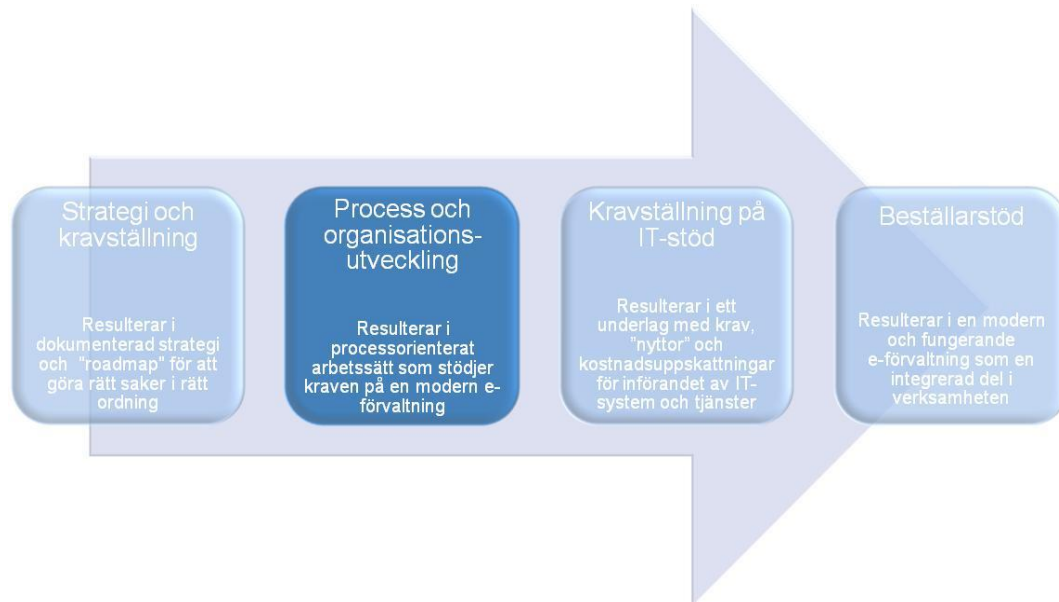 Strategi och
kravställning
Resulterar i
dokumenterad strategi
och "roadmap" för att
göra rätt saker i rätt
ordning
Process och
organisations-
utveckling
Resulterar i
processorienterat
arbetssätt som stödjer
kraven på en modern e-
förvaltning
Kravställning på
IT-stöd
Resulterar i ett
underlag med krav,
”nyttor” och
kostnadsuppskattningar
för införandet av IT-
system och tjänster
Beställarstöd
Resulterar i en modern
och fungerande
e-förvaltning som en
integrerad del i
verksamheten